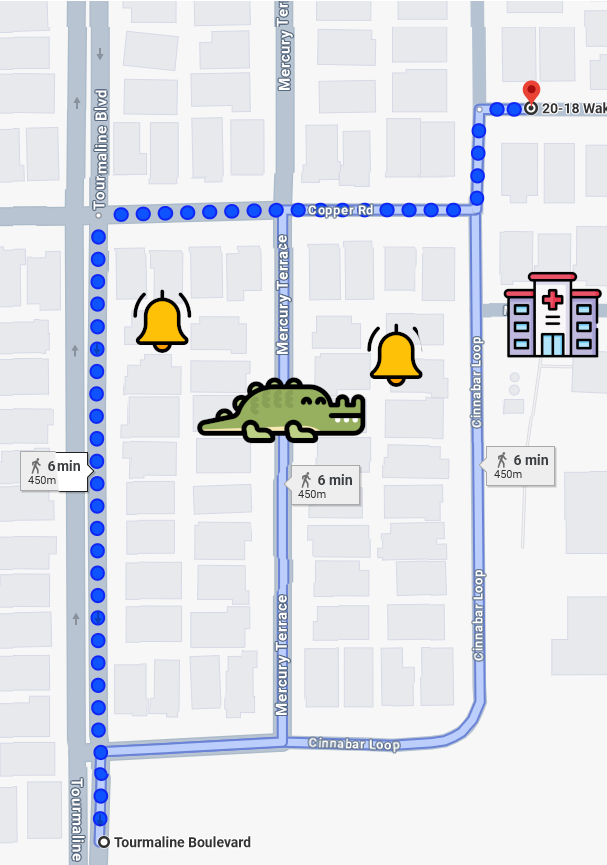 Mercury Ter
Tourmaline Blvd
20-18 Wak
Copper Rd
Mercury Terrace
Cinnabar Loop
6 min
450m
6 min
450m
6 min
450m
Mercury Terrace
Cinnabar Loop
Cinnabar Loop
Tourmaline
Tourmaline Boulevard